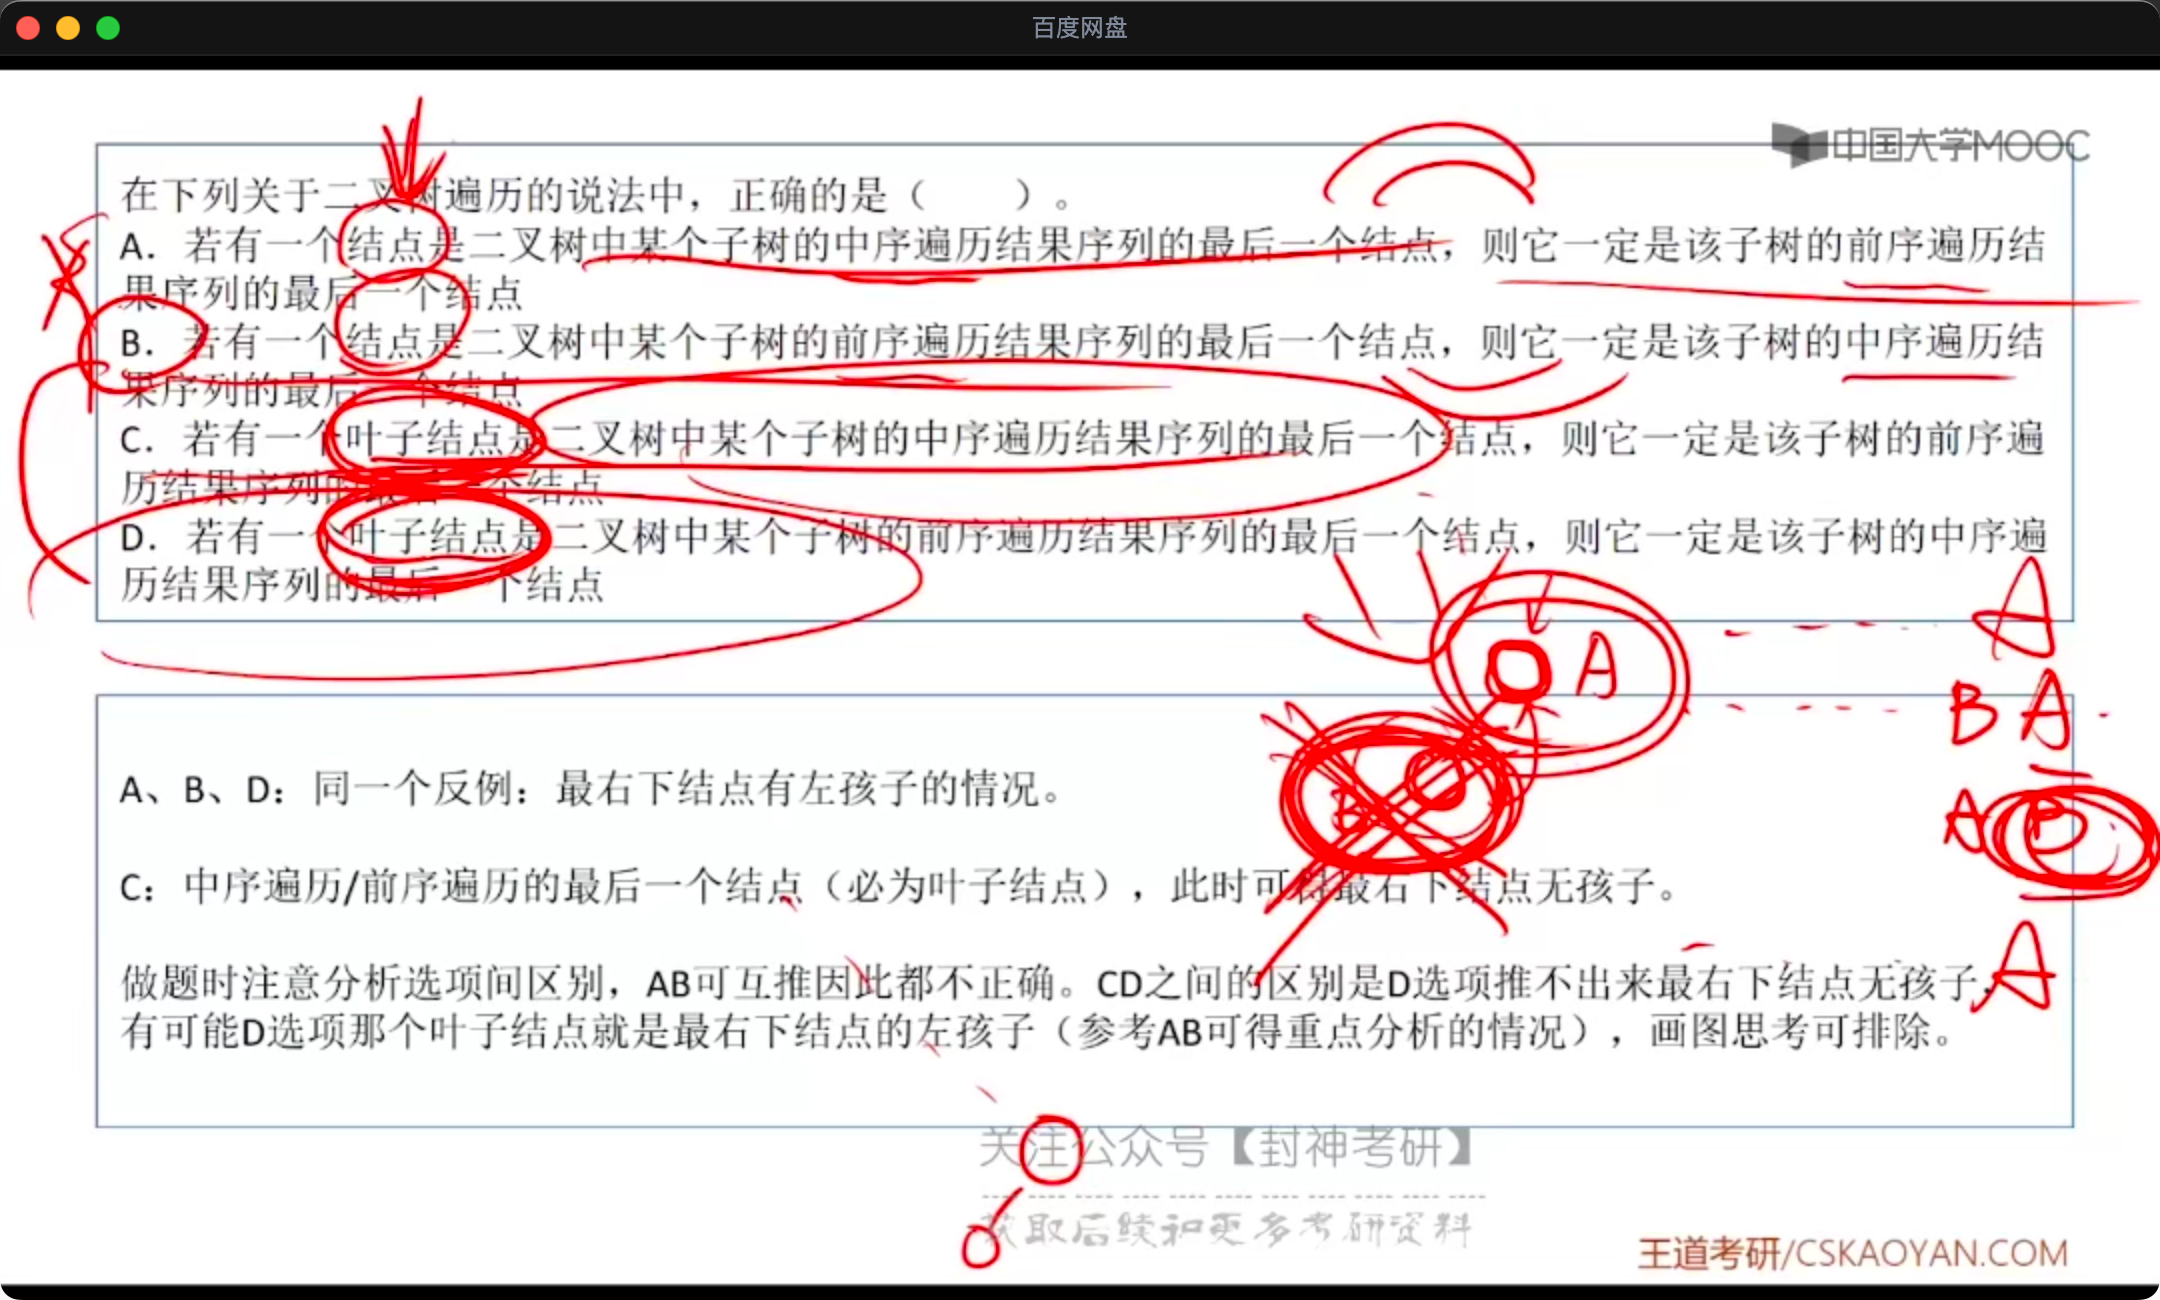 百度网盘
中国大学MOOC
在下列关于二叉树遍历的说法中，正确的是（　　）。
A. 若有一个结点是二叉树中某个子树的中序遍历结果序列的最后一个结点，则它一定是该子树的前序遍历结
果序列的最后一个结点
B. 若有一个结点是二叉树中某个子树的前序遍历结果序列的最后一个结点，则它一定是该子树的中序遍历结
果序列的最后一个结点
C. 若有一个叶子结点是二叉树中某个子树的中序遍历结果序列的最后一个结点，则它一定是该子树的前序遍
历结果序列的最后一个结点
D. 若有一个叶子结点是二叉树中某个子树的前序遍历结果序列的最后一个结点，则它一定是该子树的中序遍
历结果序列的最后一个结点
A
A
B A
A B
B
A
A、B、D：同一个反例：最右下结点有左孩子的情况。
C：中序遍历/前序遍历的最后一个结点（必为叶子结点），此时可得最右下结点无孩子。
做题时注意分析选项间区别，AB可互推因此都不正确。CD之间的区别是D选项推不出来最右下结点无孩子，
有可能D选项那个叶子结点就是最右下结点的左孩子（参考AB可得重点分析的情况），画图思考可排除。
关注公众号【封神考研】
获取后续和更多考研资料
王道考研/CSKAOYAN.COM